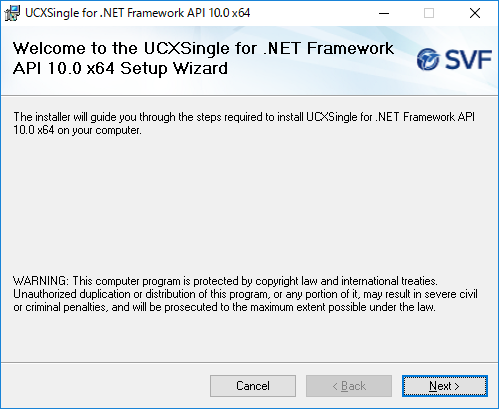 UCXSingle for .NET Framework API 10.0 x64
Welcome to the UCXSingle for .NET Framework
API 10.0 x64 Setup Wizard
SVF
The installer will guide you through the steps required to install UCXSingle for .NET Framework API
10.0 x64 on your computer.
WARNING: This computer program is protected by copyright law and international treaties.
Unauthorized duplication or distribution of this program, or any portion of it, may result in severe civil
or criminal penalties, and will be prosecuted to the maximum extent possible under the law.
Cancel
< Back
Next >